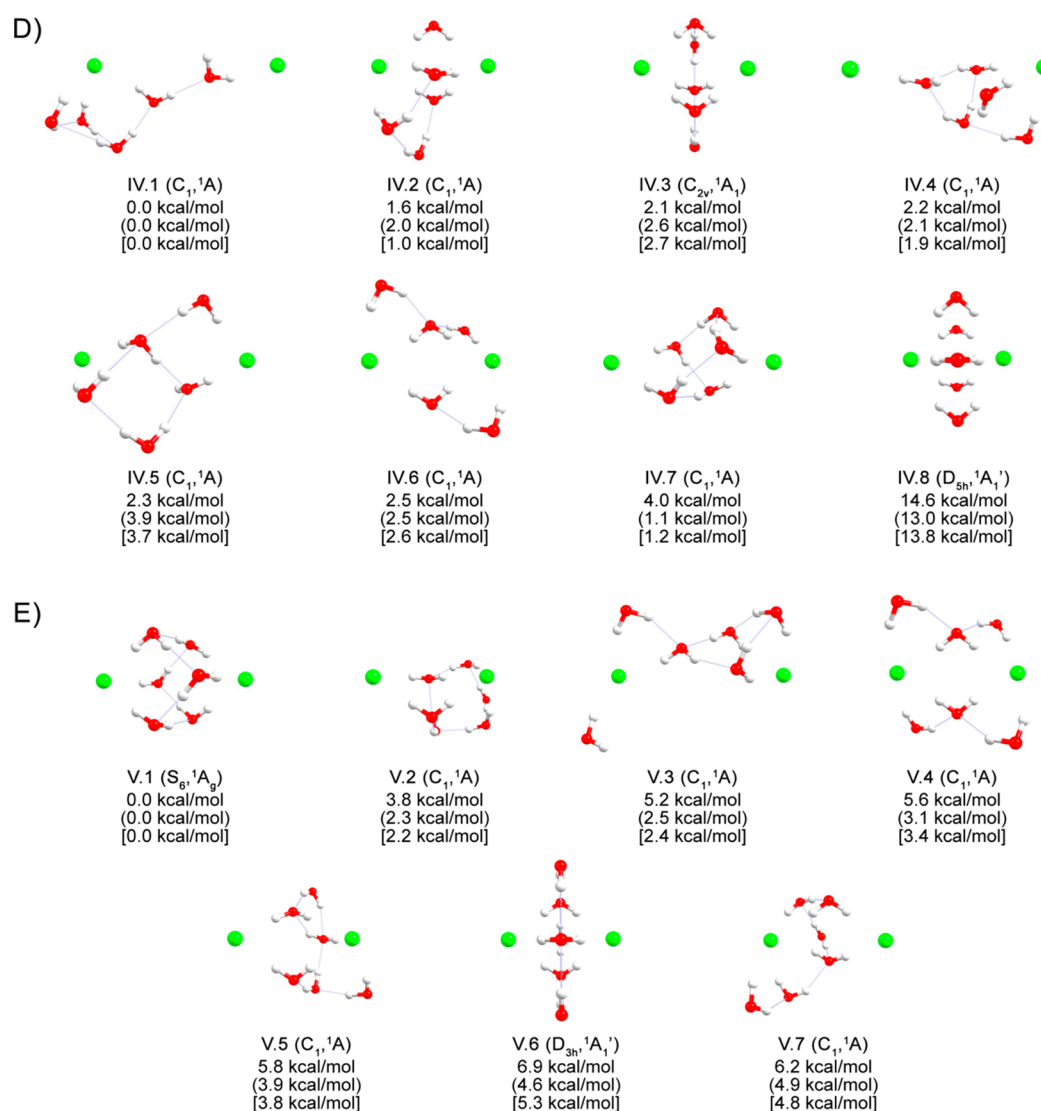 D)
IV.1 (C₁,¹A)
0.0 kcal/mol
(0.0 kcal/mol)
[0.0 kcal/mol]
IV.2 (C₁,¹A)
1.6 kcal/mol
(2.0 kcal/mol)
[1.0 kcal/mol]
IV.3 (C₂ᵥ,¹A₁)
2.1 kcal/mol
(2.6 kcal/mol)
[2.7 kcal/mol]
IV.4 (C₁,¹A)
2.2 kcal/mol
(2.1 kcal/mol)
[1.9 kcal/mol]
IV.5 (C₁,¹A)
2.3 kcal/mol
(3.9 kcal/mol)
[3.7 kcal/mol]
IV.6 (C₁,¹A)
2.5 kcal/mol
(2.5 kcal/mol)
[2.6 kcal/mol]
IV.7 (C₁,¹A)
4.0 kcal/mol
(1.1 kcal/mol)
[1.2 kcal/mol]
IV.8 (D₅ₕ,¹A₁')
14.6 kcal/mol
(13.0 kcal/mol)
[13.8 kcal/mol]
E)
V.1 (S₆,¹A_g)
0.0 kcal/mol
(0.0 kcal/mol)
[0.0 kcal/mol]
V.2 (C₁,¹A)
3.8 kcal/mol
(2.3 kcal/mol)
[2.2 kcal/mol]
V.3 (C₁,¹A)
5.2 kcal/mol
(2.5 kcal/mol)
[2.4 kcal/mol]
V.4 (C₁,¹A)
5.6 kcal/mol
(3.1 kcal/mol)
[3.4 kcal/mol]
V.5 (C₁,¹A)
5.8 kcal/mol
(3.9 kcal/mol)
[3.8 kcal/mol]
V.6 (D₃ₕ,¹A₁')
6.9 kcal/mol
(4.6 kcal/mol)
[5.3 kcal/mol]
V.7 (C₁,¹A)
6.2 kcal/mol
(4.9 kcal/mol)
[4.8 kcal/mol]